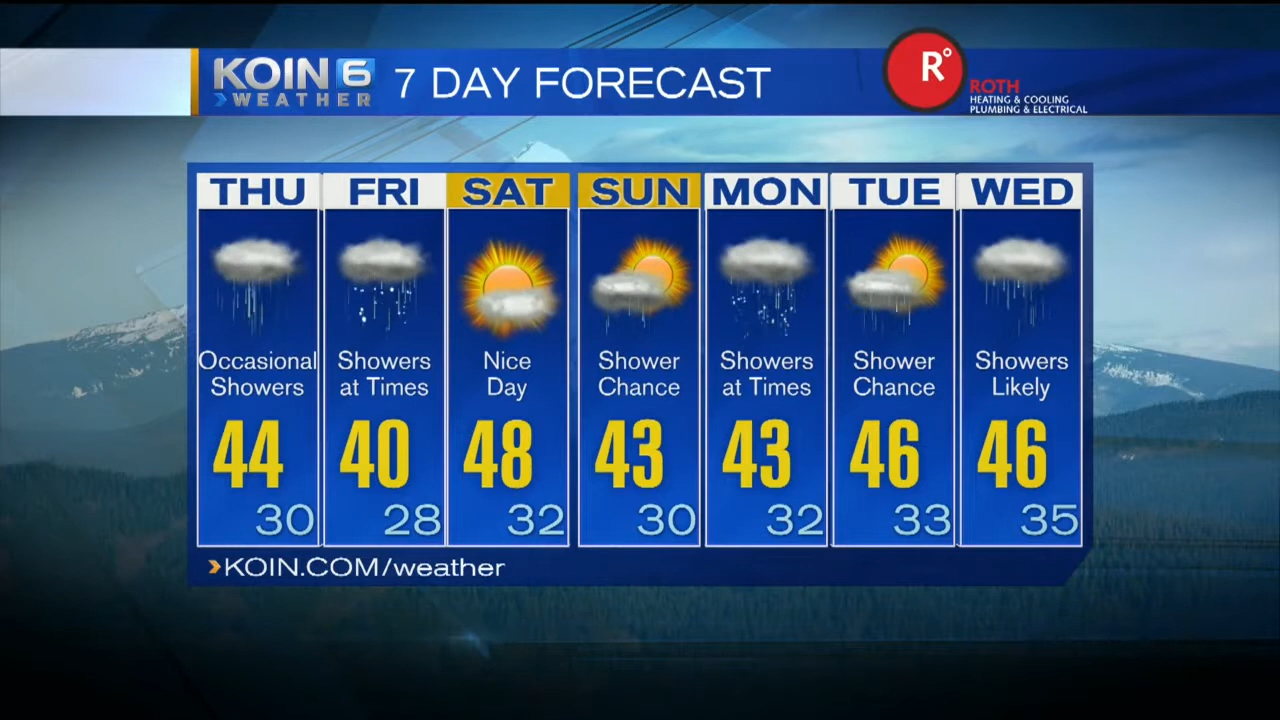 KOIN 6
WEATHER
7 DAY FORECAST
R°
ROTH
HEATING & COOLING
PLUMBING & ELECTRICAL
THU FRI SAT SUN MON TUE WED
Occasional Showers Nice Shower Showers Shower Showers
Showers at Times Day Chance at Times Chance Likely
44 40 48 43 43 46 46
30 28 32 30 32 33 35
KOIN.COM/weather